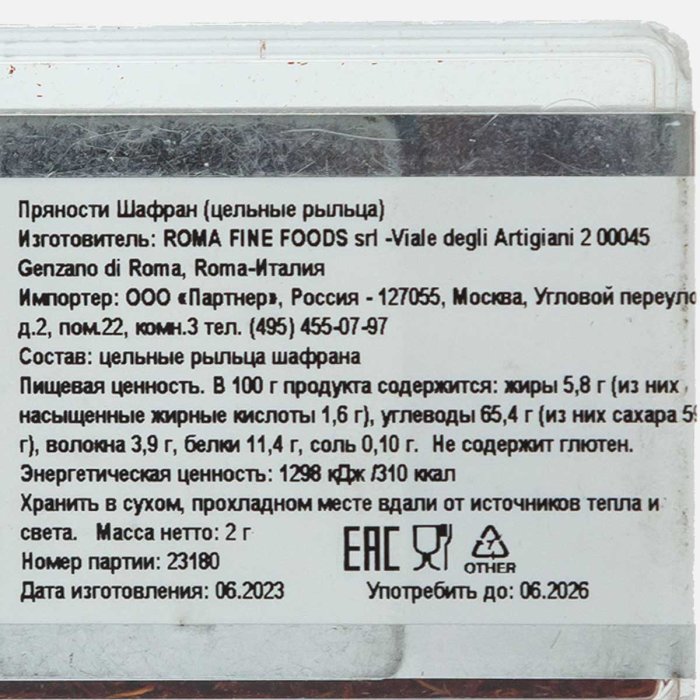 Пряности Шафран (цельные рыльца)
Изготовитель: ROMA FINE FOODS srl -Viale degli Artigiani 2 00045
Genzano di Roma, Roma-Италия
Импортер: ООО «Партнер», Россия - 127055, Москва, Угловой
д.2, пом.22, комн.3 тел. (495) 455-07-97
Состав: цельные рыльца шафрана
Пищевая ценность. В 100 г продукта содержится: жиры 5,8 г (из них
насыщенные жирные кислоты 1,6 г), углеводы 65,4 г (из них сахара
г), волокна 3,9 г, белки 11,4 г, соль 0,10 г. Не содержит глютен.
Энергетическая ценность: 1298 кДж /310 ккал
Хранить в сухом, прохладном месте вдали от источников тепла и
света. Масса нетто: 2 г
Номер партии: 23180
EAC 7
OTHER
Дата изготовления: 06.2023 Употребить до: 06.2026